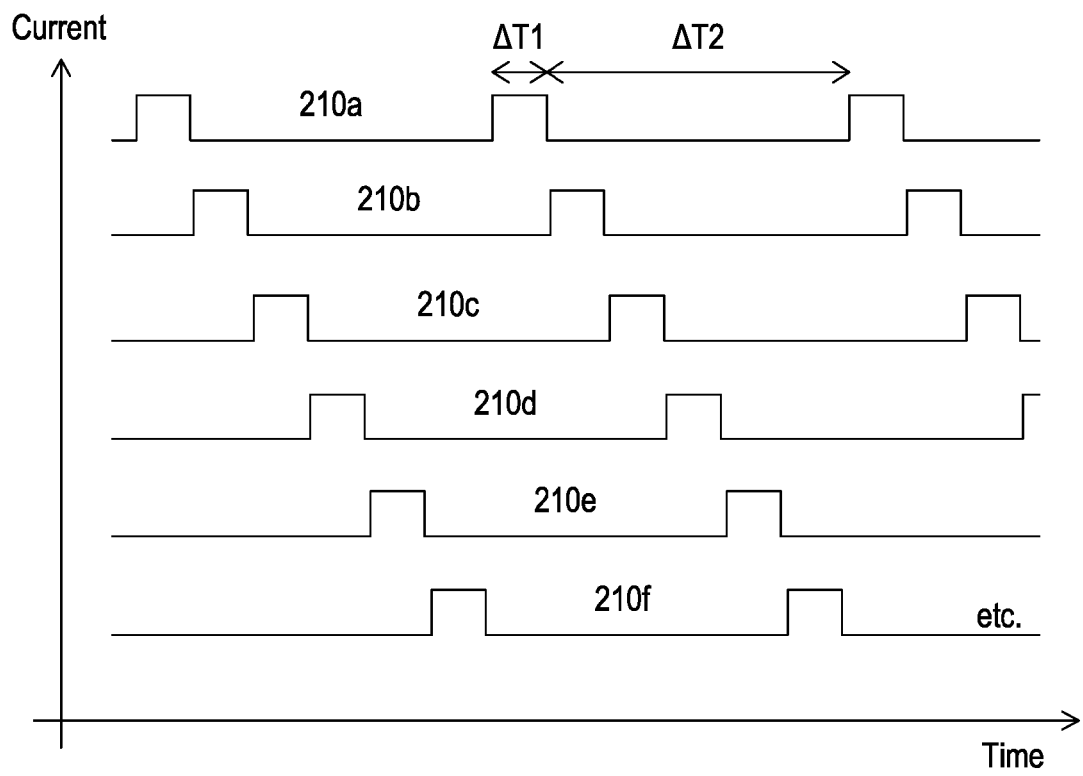 Current
ΔT1
ΔT2
210a
210b
210c
210d
210e
210f
etc.
Time